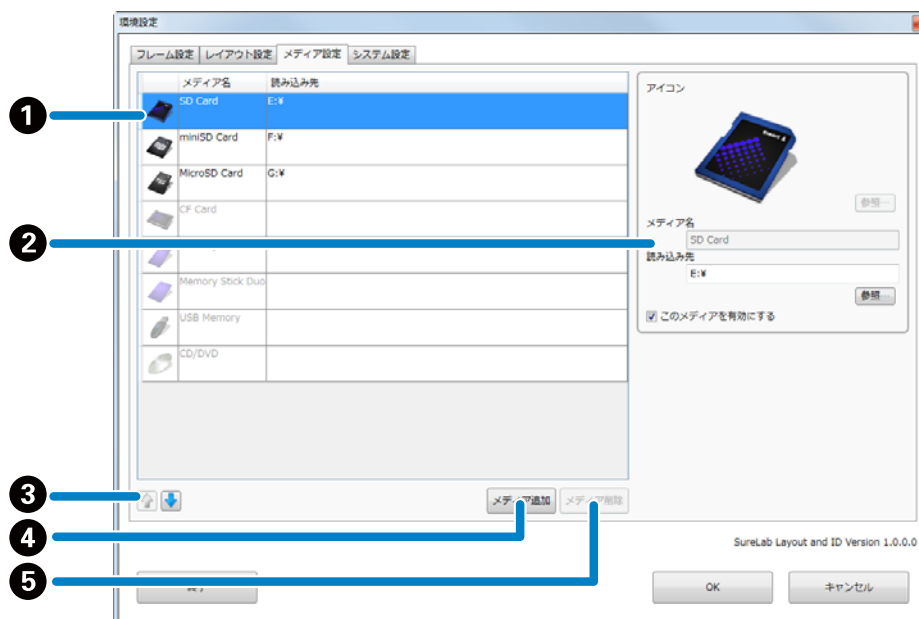 環境設定
フレーム設定 レイアウト設定 メディア設定 システム設定
メディア名 読み込み先
1 SD Card E:¥
miniSD Card F:¥
MicroSD Card G:¥
CF Card
2
Memory Stick Duo
USB Memory
CD/DVD
アイコン
参照…
メディア名
SD Card
読み込み先
E:¥
参照…
このメディアを有効にする
3
メディア追加 メディア削除
4
SureLab Layout and ID Version 1.0.0.0
5
OK キャンセル